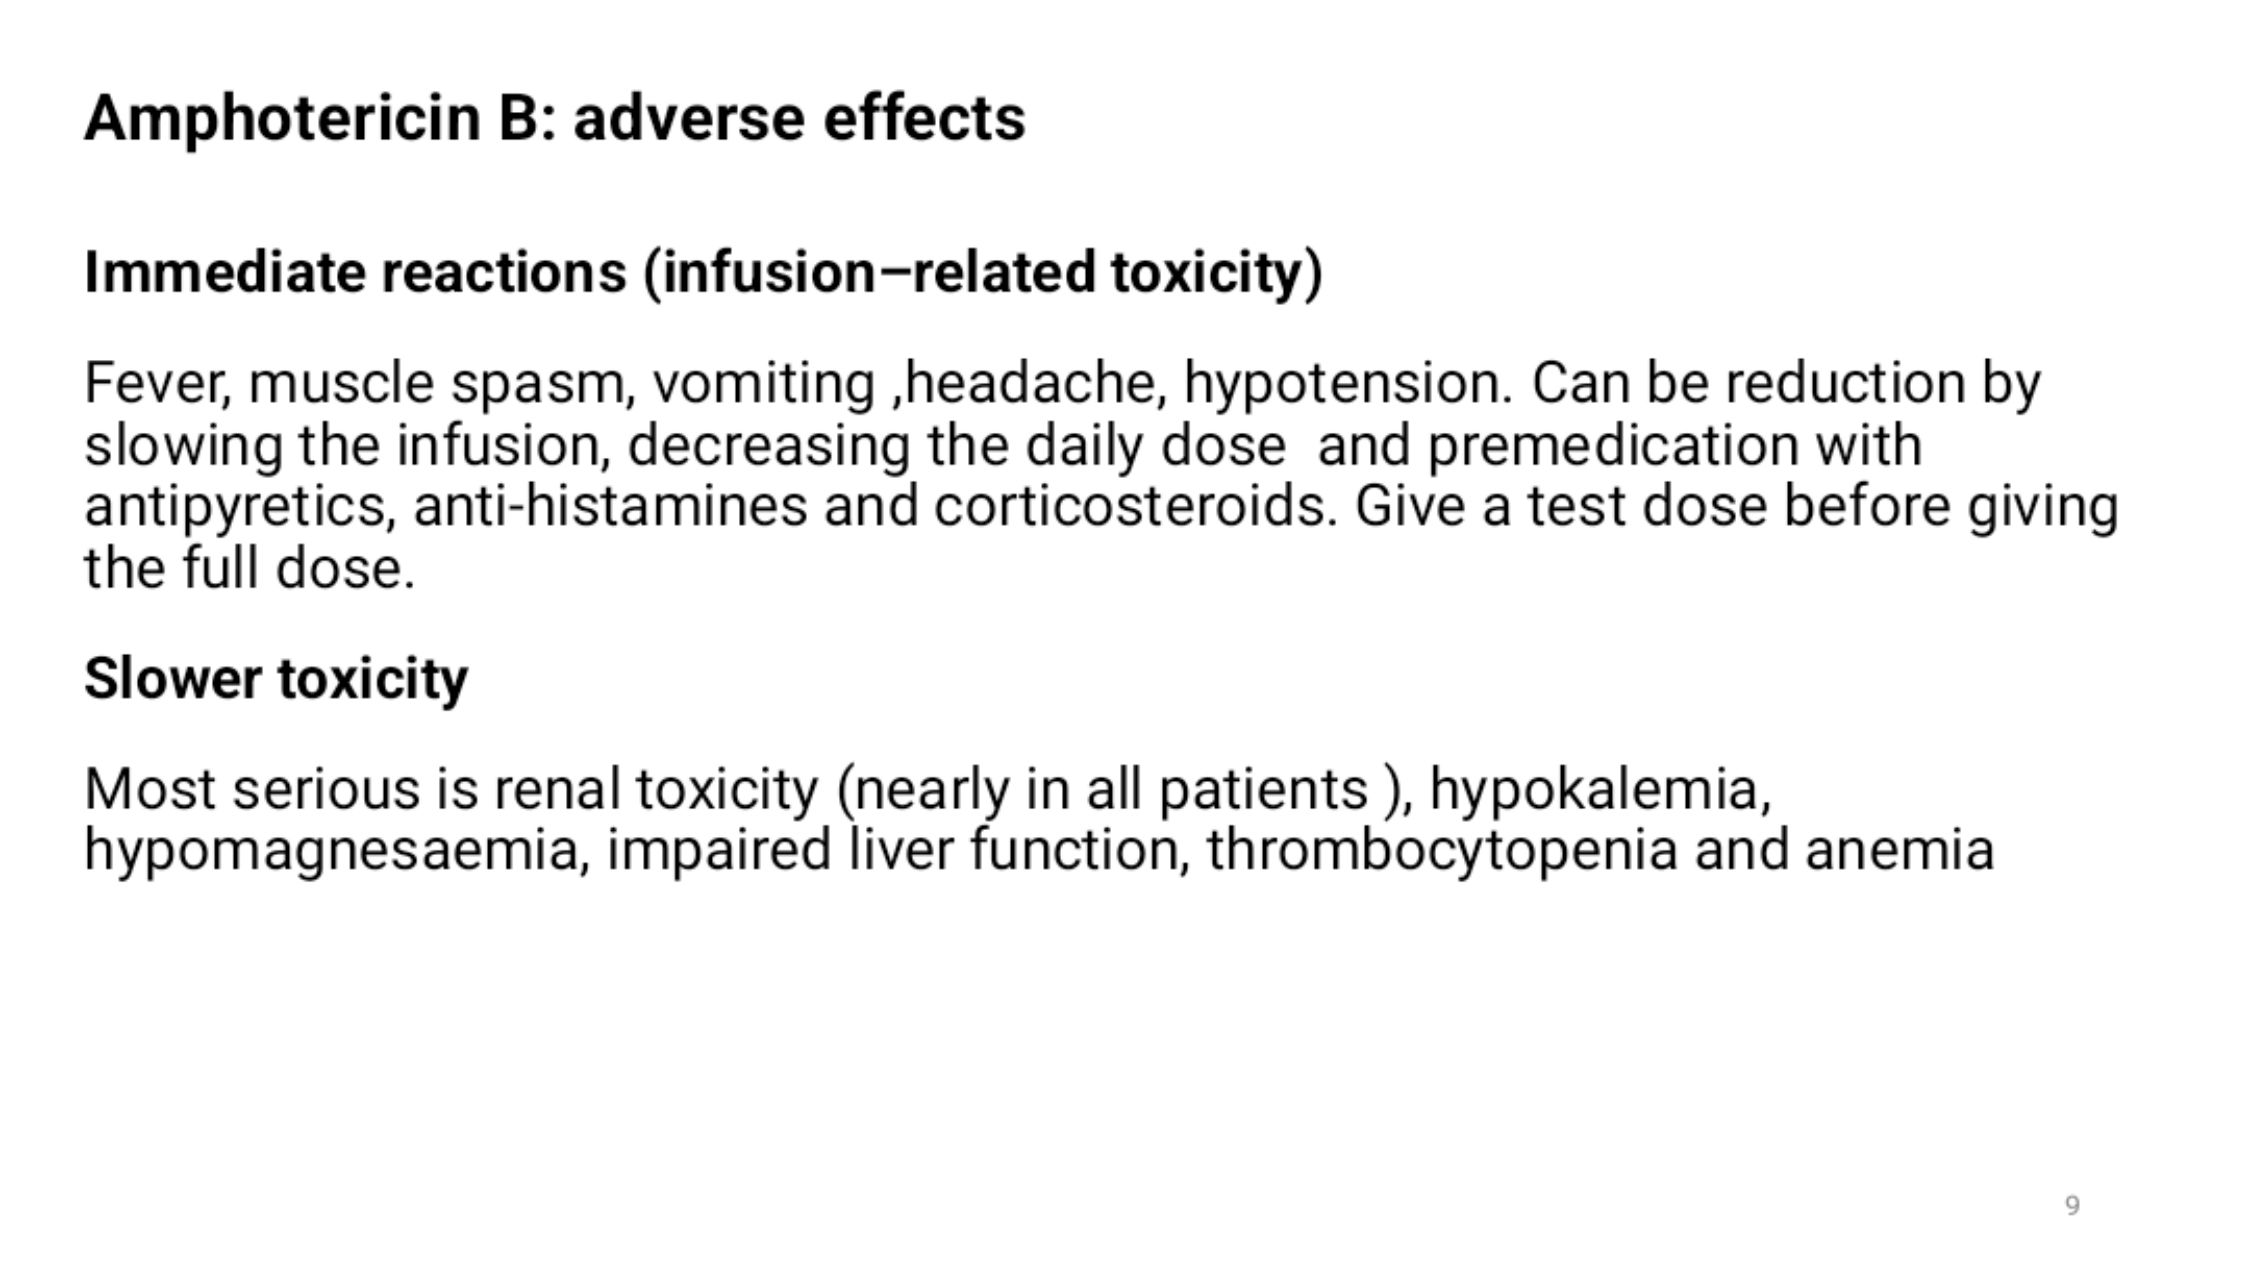 Amphotericin B: adverse effects
Immediate reactions (infusion–related toxicity)
Fever, muscle spasm, vomiting ,headache, hypotension. Can be reduction by
slowing the infusion, decreasing the daily dose  and premedication with
antipyretics, anti-histamines and corticosteroids. Give a test dose before giving
the full dose.
Slower toxicity
Most serious is renal toxicity (nearly in all patients ), hypokalemia,
hypomagnesaemia, impaired liver function, thrombocytopenia and anemia
9